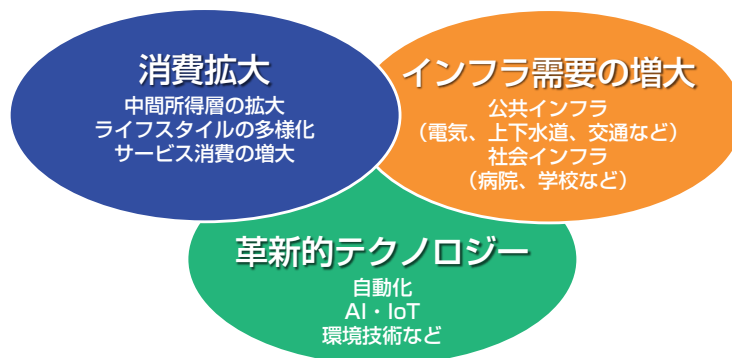 消費拡大
中間所得層の拡大
ライフスタイルの多様化
サービス消費の増大
インフラ需要の増大
公共インフラ
（電気、上下水道、交通など）
社会インフラ
（病院、学校など）
革新的テクノロジー
自動化
AI・IoT
環境技術など